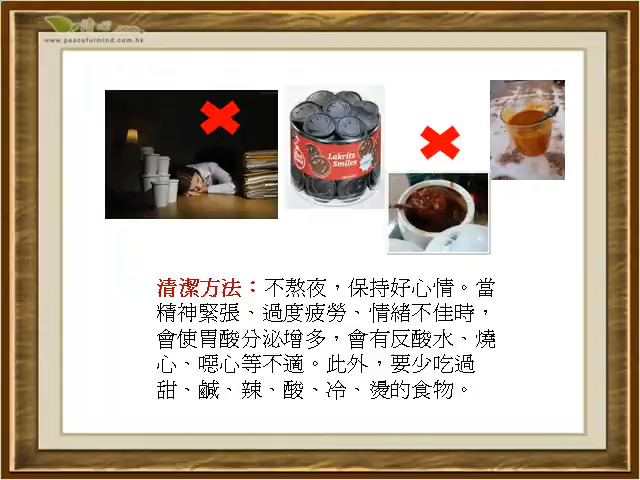 www.peacefulmind.com.hk
Lakritz
Smiles
清潔方法：不熬夜，保持好心情。當
精神緊張、過度疲勞、情緒不佳時，
會使胃酸分泌增多，會有反酸水、燒
心、噁心等不適。此外，要少吃過
甜、鹹、辣、酸、冷、燙的食物。